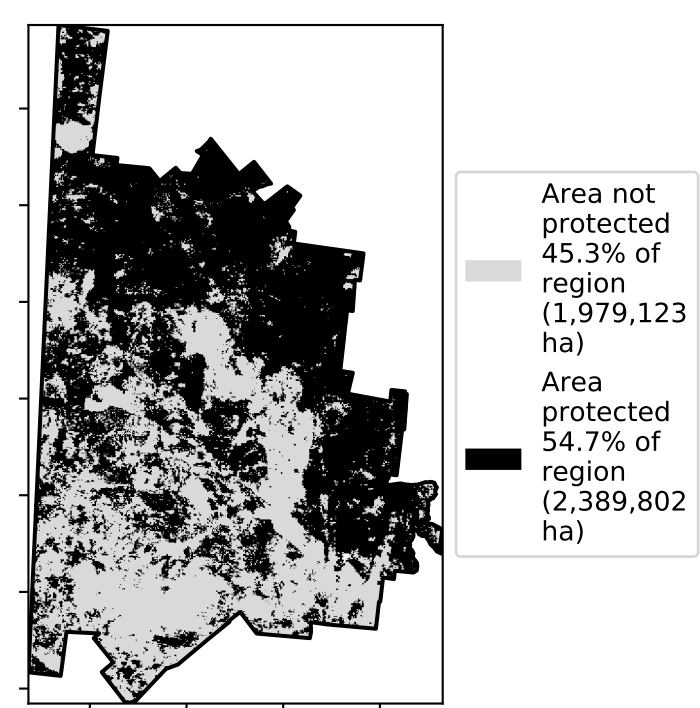 Area not
protected
45.3% of
region
(1,979,123
ha)
Area
protected
54.7% of
region
(2,389,802
ha)